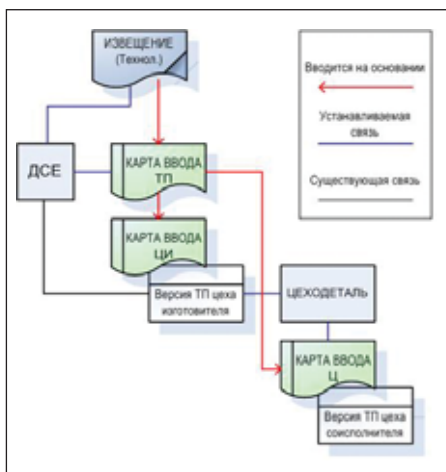 ИЗВЕЩЕНИЕ
(Технол.)
Вводится на основании
Устанавливаемая
связь
Существующая связь
ДСЕ
КАРТА ВВОДА
ТП
КАРТА ВВОДА
ЦИ
Версия ТП цеха
изготовителя
ЦЕХОДЕТАЛЬ
КАРТА ВВОДА
Ц
Версия ТП цеха
соисполнителя